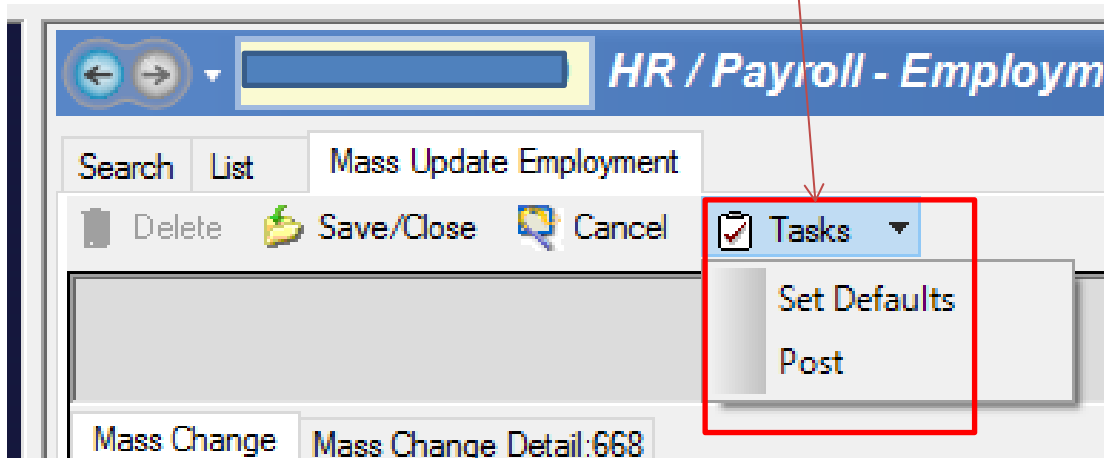 HR / Payroll - Employm
Search List Mass Update Employment
Delete Save/Close Cancel Tasks
Set Defaults
Post
Mass Change Mass Change Detail:668